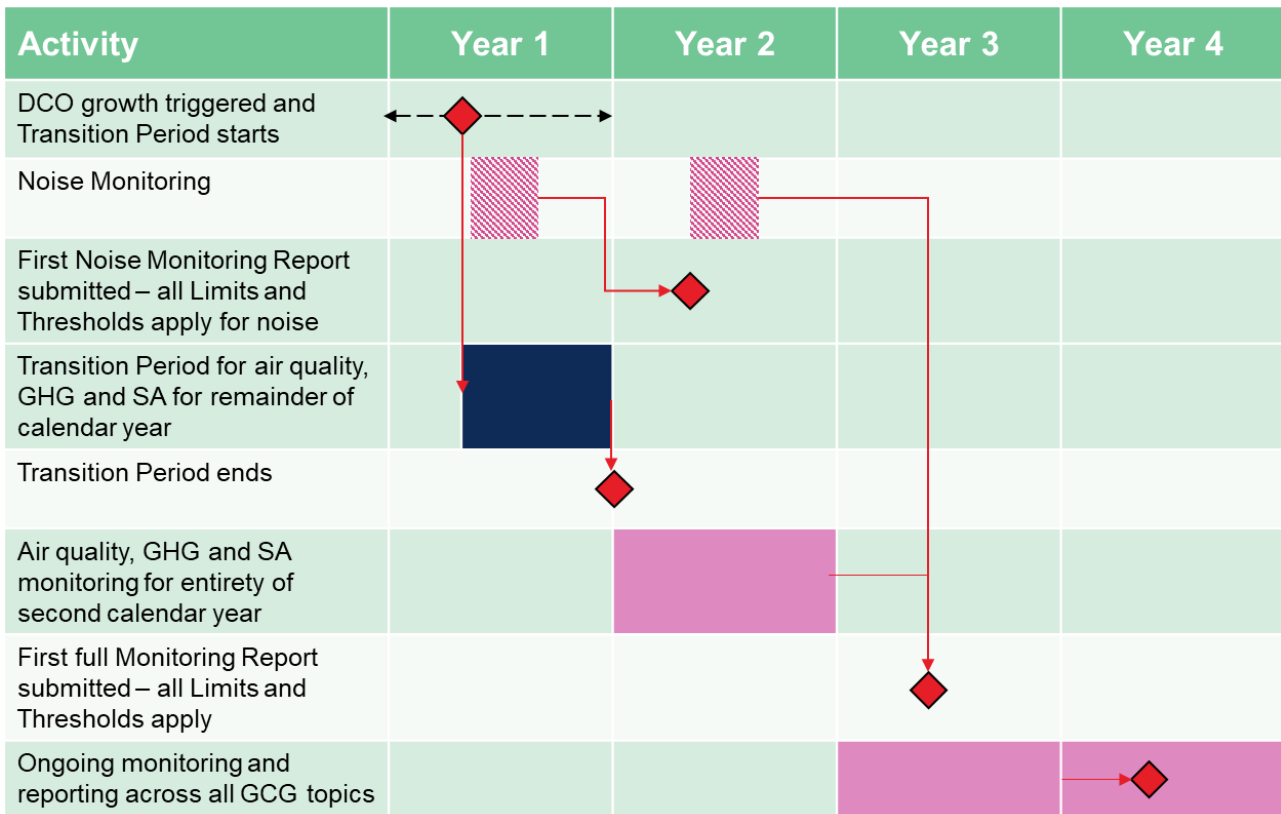 Activity
Year 1
Year 2
Year 3
Year 4
DCO growth triggered and
Transition Period starts
Noise Monitoring
First Noise Monitoring Report
submitted – all Limits and
Thresholds apply for noise
Transition Period for air quality,
GHG and SA for remainder of
calendar year
Transition Period ends
Air quality, GHG and SA
monitoring for entirety of
second calendar year
First full Monitoring Report
submitted – all Limits and
Thresholds apply
Ongoing monitoring and
reporting across all GCG topics